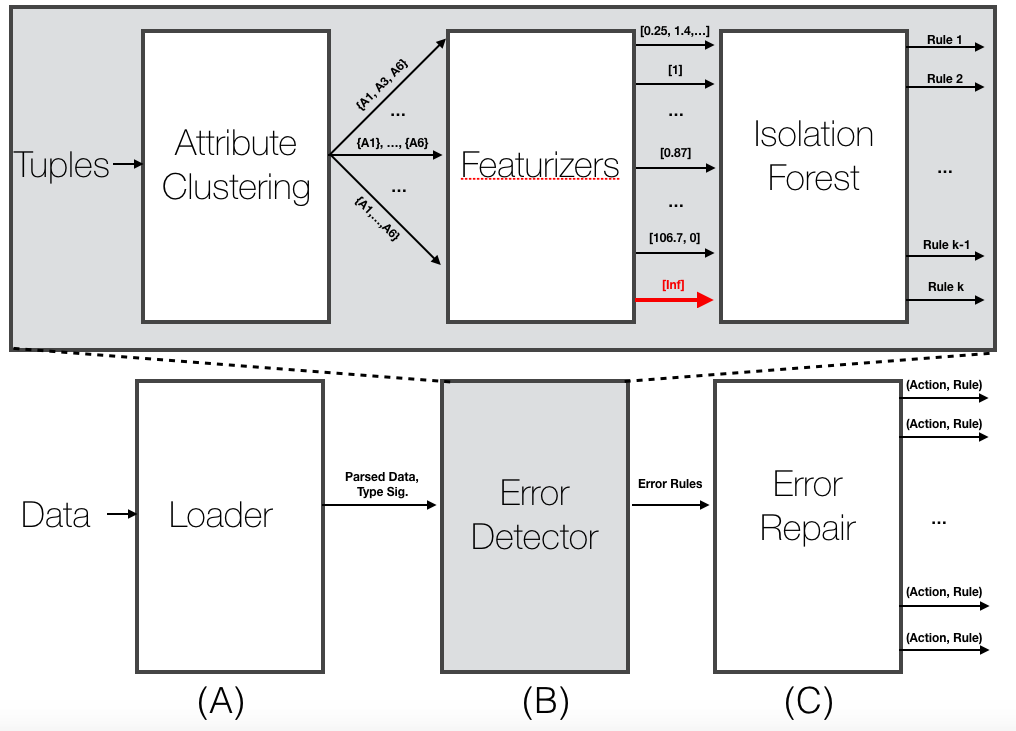 Tuples
Attribute
Clustering
{A1, A3, A6}
...
{A1}, ..., {A6}
...
{A1,...,A6}
Featurizers
[0.25, 1.4,...]
[1]
...
[0.87]
...
[106.7, 0]
[Inf]
Isolation
Forest
Rule 1
Rule 2
...
Rule k-1
Rule k
Data
Loader
Parsed Data,
Type Sig.
Error
Detector
Error Rules
Error
Repair
(Action, Rule)
(Action, Rule)
...
(Action, Rule)
(Action, Rule)
(A)
(B)
(C)